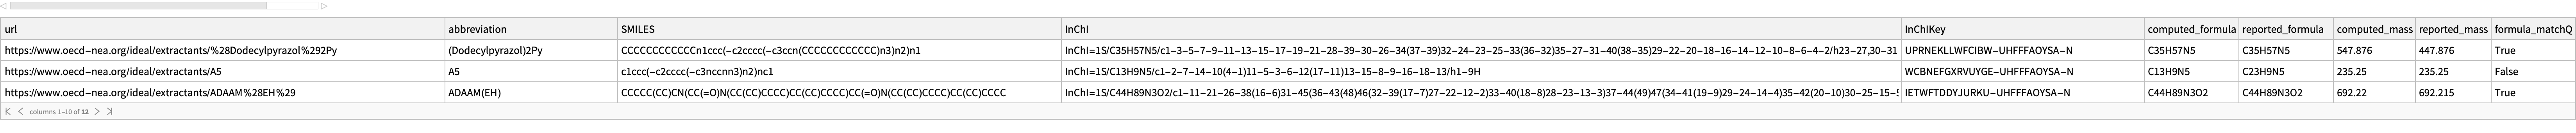 url abbreviation SMILES InChI InChIKey computed_formula reported_formula computed_mass reported_mass formula_matchQ
https://www.oecd-nea.org/ideal/extractants/%28Dodecylpyrazol%292Py (Dodecylpyrazol)2Py CCCCCCCCCCCCn1ccc(-c2cccc(-c3ccn(CCCCCCCCCCCC)n3)n2)n1 InChI=1S/C35H57N5/c1-3-5-7-9-11-13-15-17-19-21-28-39-30-26-34(37-39)32-24-23-25-33(36-32)35-27-31-40(38-35)29-22-20-18-16-14-12-10-8-6-4-2/h23-27,30-31 UPRNEKLLWFCIBW-UHFFFAOYSA-N C35H57N5 C35H57N5 547.876 447.876 True
https://www.oecd-nea.org/ideal/extractants/A5 A5 c1ccc(-c2cccc(-c3nccnn3)n2)nc1 InChI=1S/C13H9N5/c1-2-7-14-10(4-1)11-5-3-6-12(17-11)13-15-8-9-16-18-13/h1-9H WCBNEFGXRVUYGE-UHFFFAOYSA-N C13H9N5 C23H9N5 235.25 235.25 False
https://www.oecd-nea.org/ideal/extractants/ADAAM%28EH%29 ADAAM(EH) CCCCC(CC)CN(CC(=O)N(CC(CC)CCCC)CC(CC)CCCC)CC(=O)N(CC(CC)CCCC)CC(CC)CCCC InChI=1S/C44H89N3O2/c1-11-21-26-38(16-6)31-45(36-43(48)46(32-39(17-7)27-22-12-2)33-40(18-8)28-23-13-3)37-44(49)47(34-41(19-9)29-24-14-4)35-42(20-10)30-25-15-5 IETWFTDDYJURKU-UHFFFAOYSA-N C44H89N3O2 C44H89N3O2 692.22 692.215 True
columns 1-10 of 12